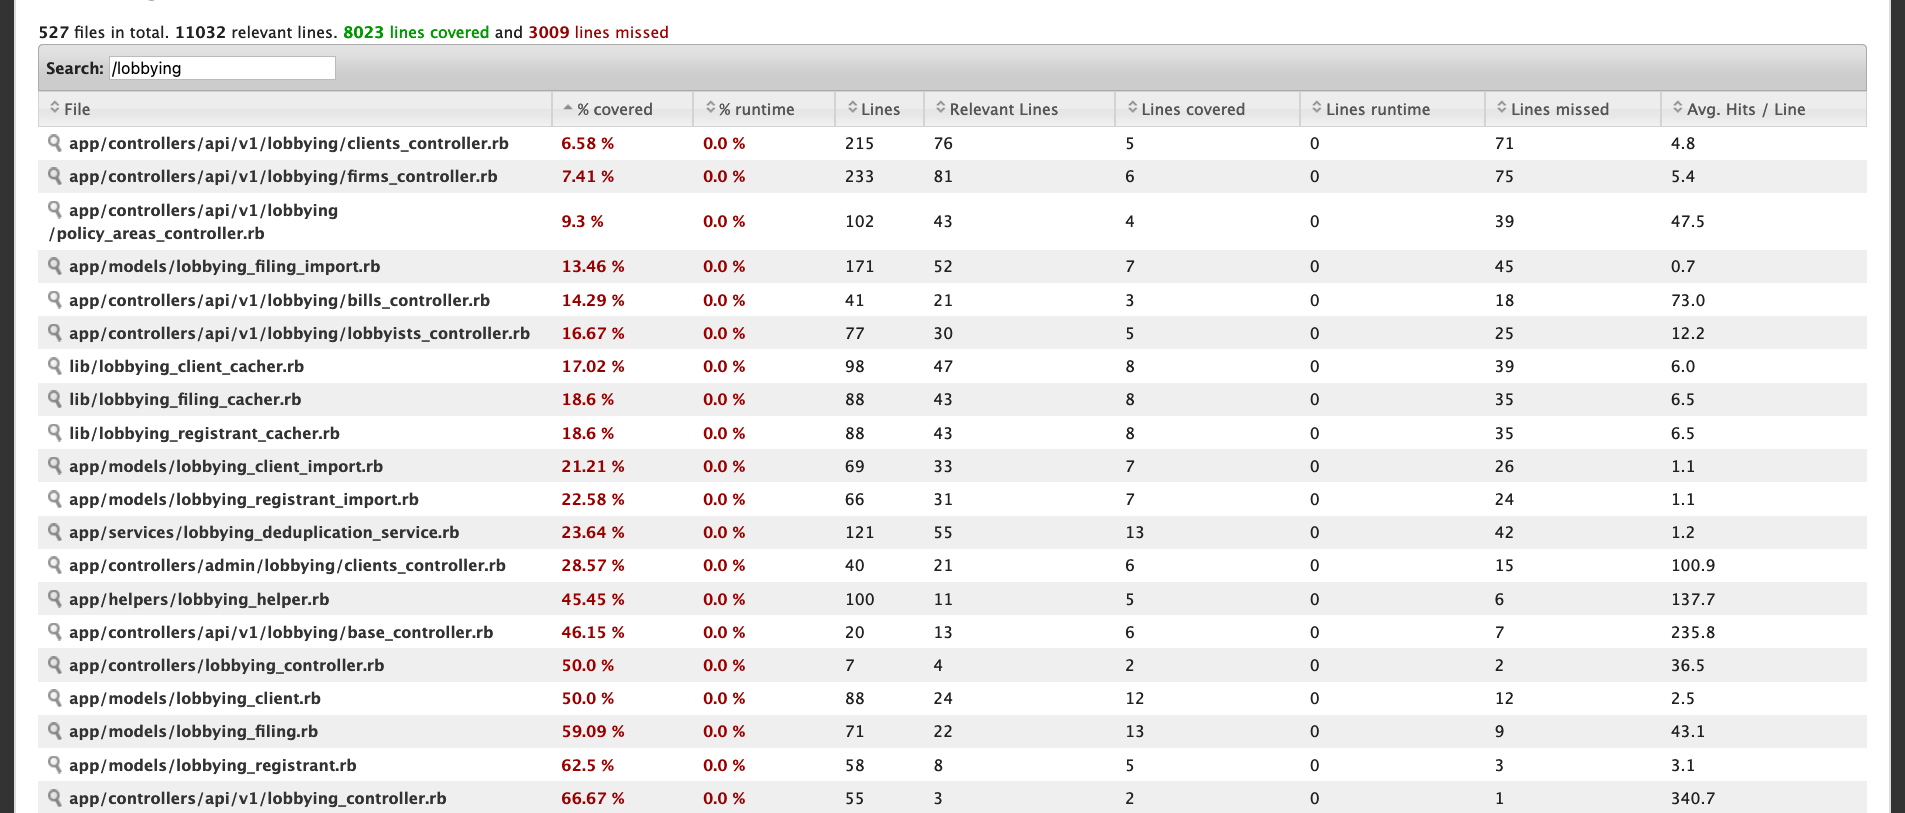 527 files in total. 11032 relevant lines. 8023 lines covered and 3009 lines missed
Search: /lobbying
File % covered % runtime Lines Relevant Lines Lines covered Lines runtime Lines missed Avg. Hits / Line
app/controllers/api/v1/lobbying/clients_controller.rb 6.58 % 0.0 % 215 76 5 0 71 4.8
app/controllers/api/v1/lobbying/firms_controller.rb 7.41 % 0.0 % 233 81 6 0 75 5.4
app/controllers/api/v1/lobbying
/policy_areas_controller.rb 9.3 % 0.0 % 102 43 4 0 39 47.5
app/models/lobbying_filing_import.rb 13.46 % 0.0 % 171 52 7 0 45 0.7
app/controllers/api/v1/lobbying/bills_controller.rb 14.29 % 0.0 % 41 21 3 0 18 73.0
app/controllers/api/v1/lobbying/lobbyists_controller.rb 16.67 % 0.0 % 77 30 5 0 25 12.2
lib/lobbying_client_cacher.rb 17.02 % 0.0 % 98 47 8 0 39 6.0
lib/lobbying_filing_cacher.rb 18.6 % 0.0 % 88 43 8 0 35 6.5
lib/lobbying_registrant_cacher.rb 18.6 % 0.0 % 88 43 8 0 35 6.5
app/models/lobbying_client_import.rb 21.21 % 0.0 % 69 33 7 0 26 1.1
app/models/lobbying_registrant_import.rb 22.58 % 0.0 % 66 31 7 0 24 1.1
app/services/lobbying_deduplication_service.rb 23.64 % 0.0 % 121 55 13 0 42 1.2
app/controllers/admin/lobbying/clients_controller.rb 28.57 % 0.0 % 40 21 6 0 15 100.9
app/helpers/lobbying_helper.rb 45.45 % 0.0 % 100 11 5 0 6 137.7
app/controllers/api/v1/lobbying/base_controller.rb 46.15 % 0.0 % 20 13 6 0 7 235.8
app/controllers/lobbying_controller.rb 50.0 % 0.0 % 7 4 2 0 2 36.5
app/models/lobbying_client.rb 50.0 % 0.0 % 88 24 12 0 12 2.5
app/models/lobbying_filing.rb 59.09 % 0.0 % 71 22 13 0 9 43.1
app/models/lobbying_registrant.rb 62.5 % 0.0 % 58 8 5 0 3 3.1
app/controllers/api/v1/lobbying_controller.rb 66.67 % 0.0 % 55 3 2 0 1 340.7